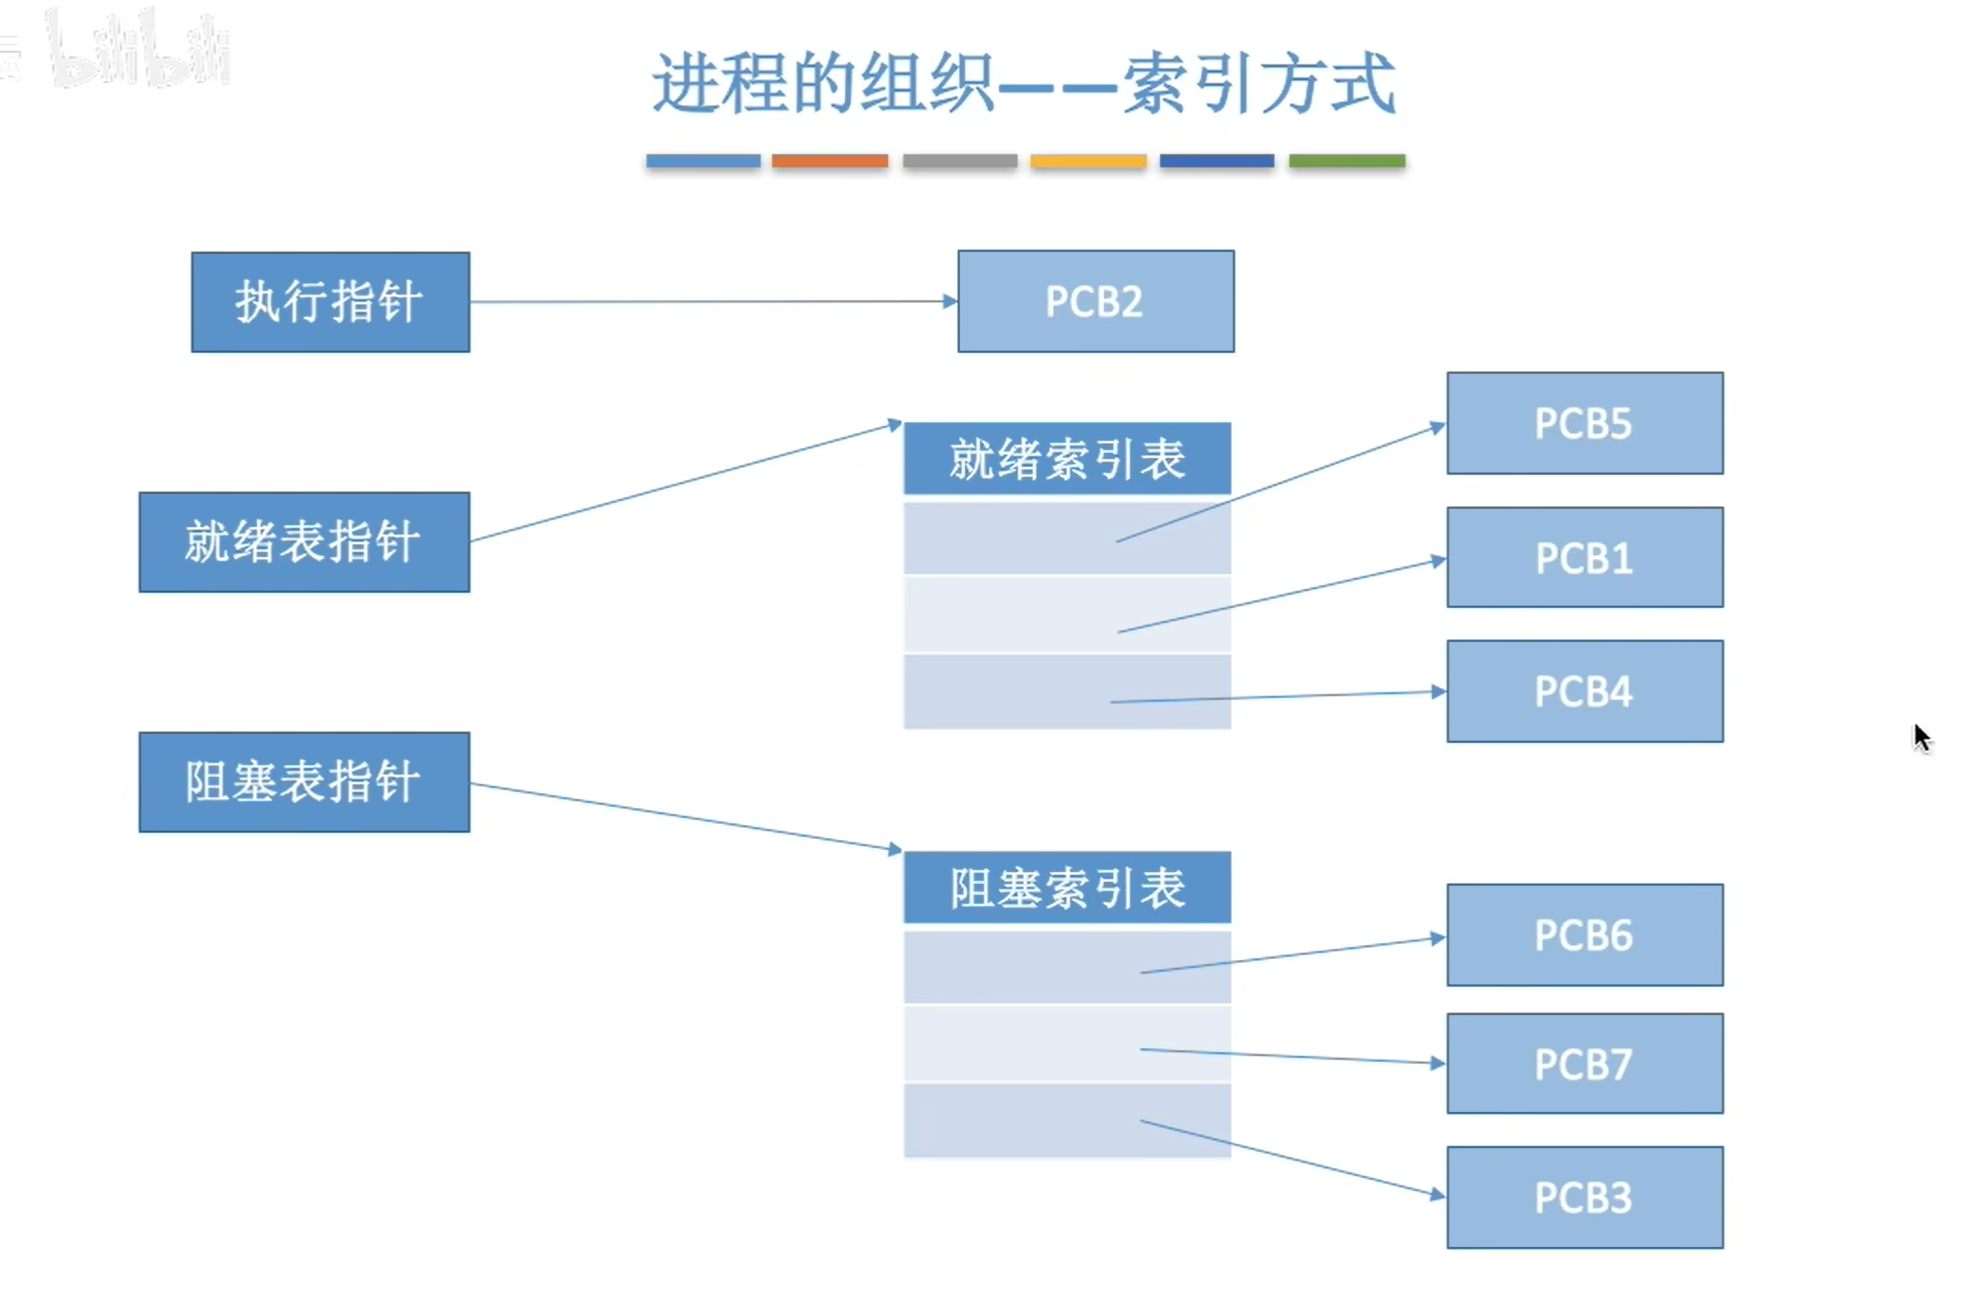 bilibili
进程的组织——索引方式
执行指针
PCB2
PCB5
就绪索引表
就绪表指针
PCB1
PCB4
阻塞表指针
阻塞索引表
PCB6
PCB7
PCB3